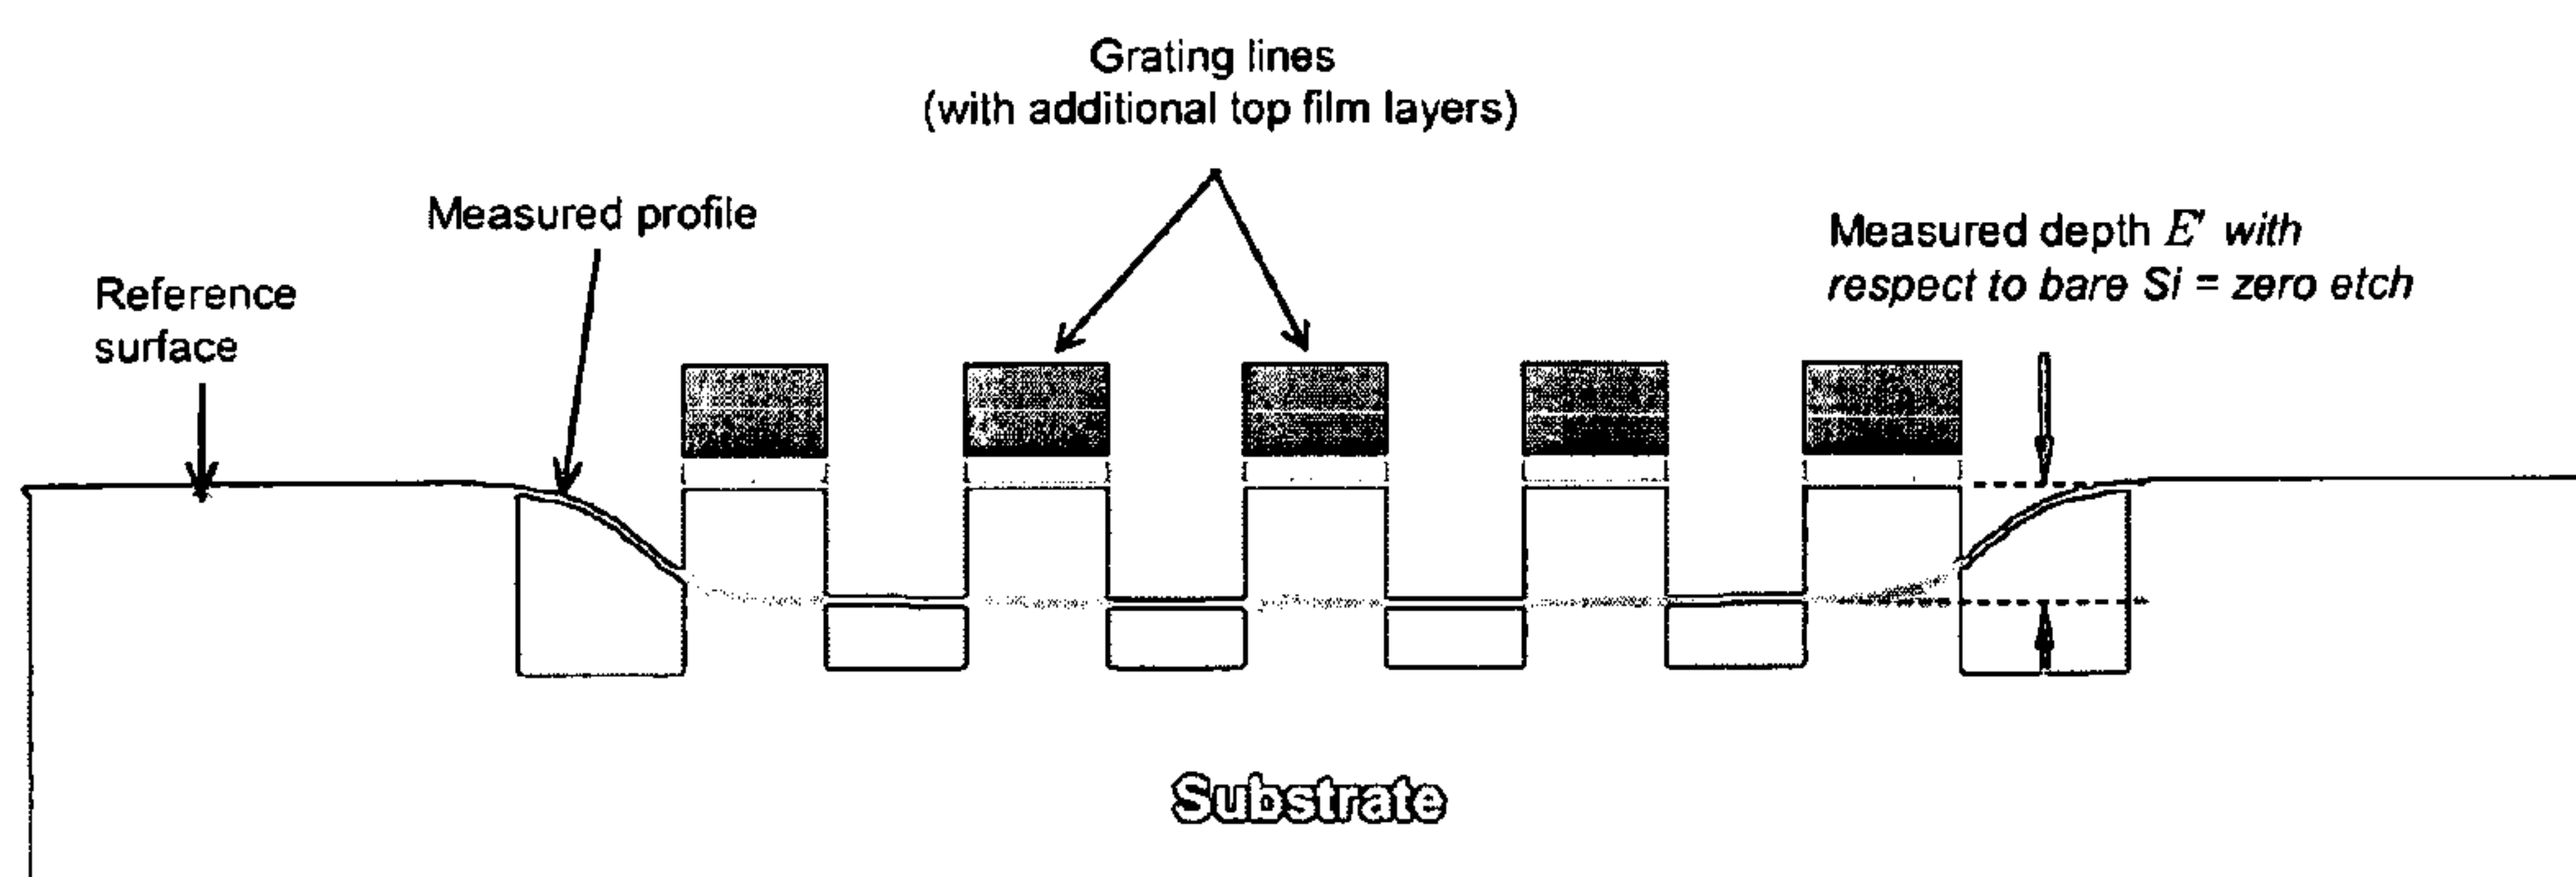 Grating lines
(with additional top film layers)
Measured profile
Measured depth E' with
respect to bare Si = zero etch
Reference
surface
Substrate